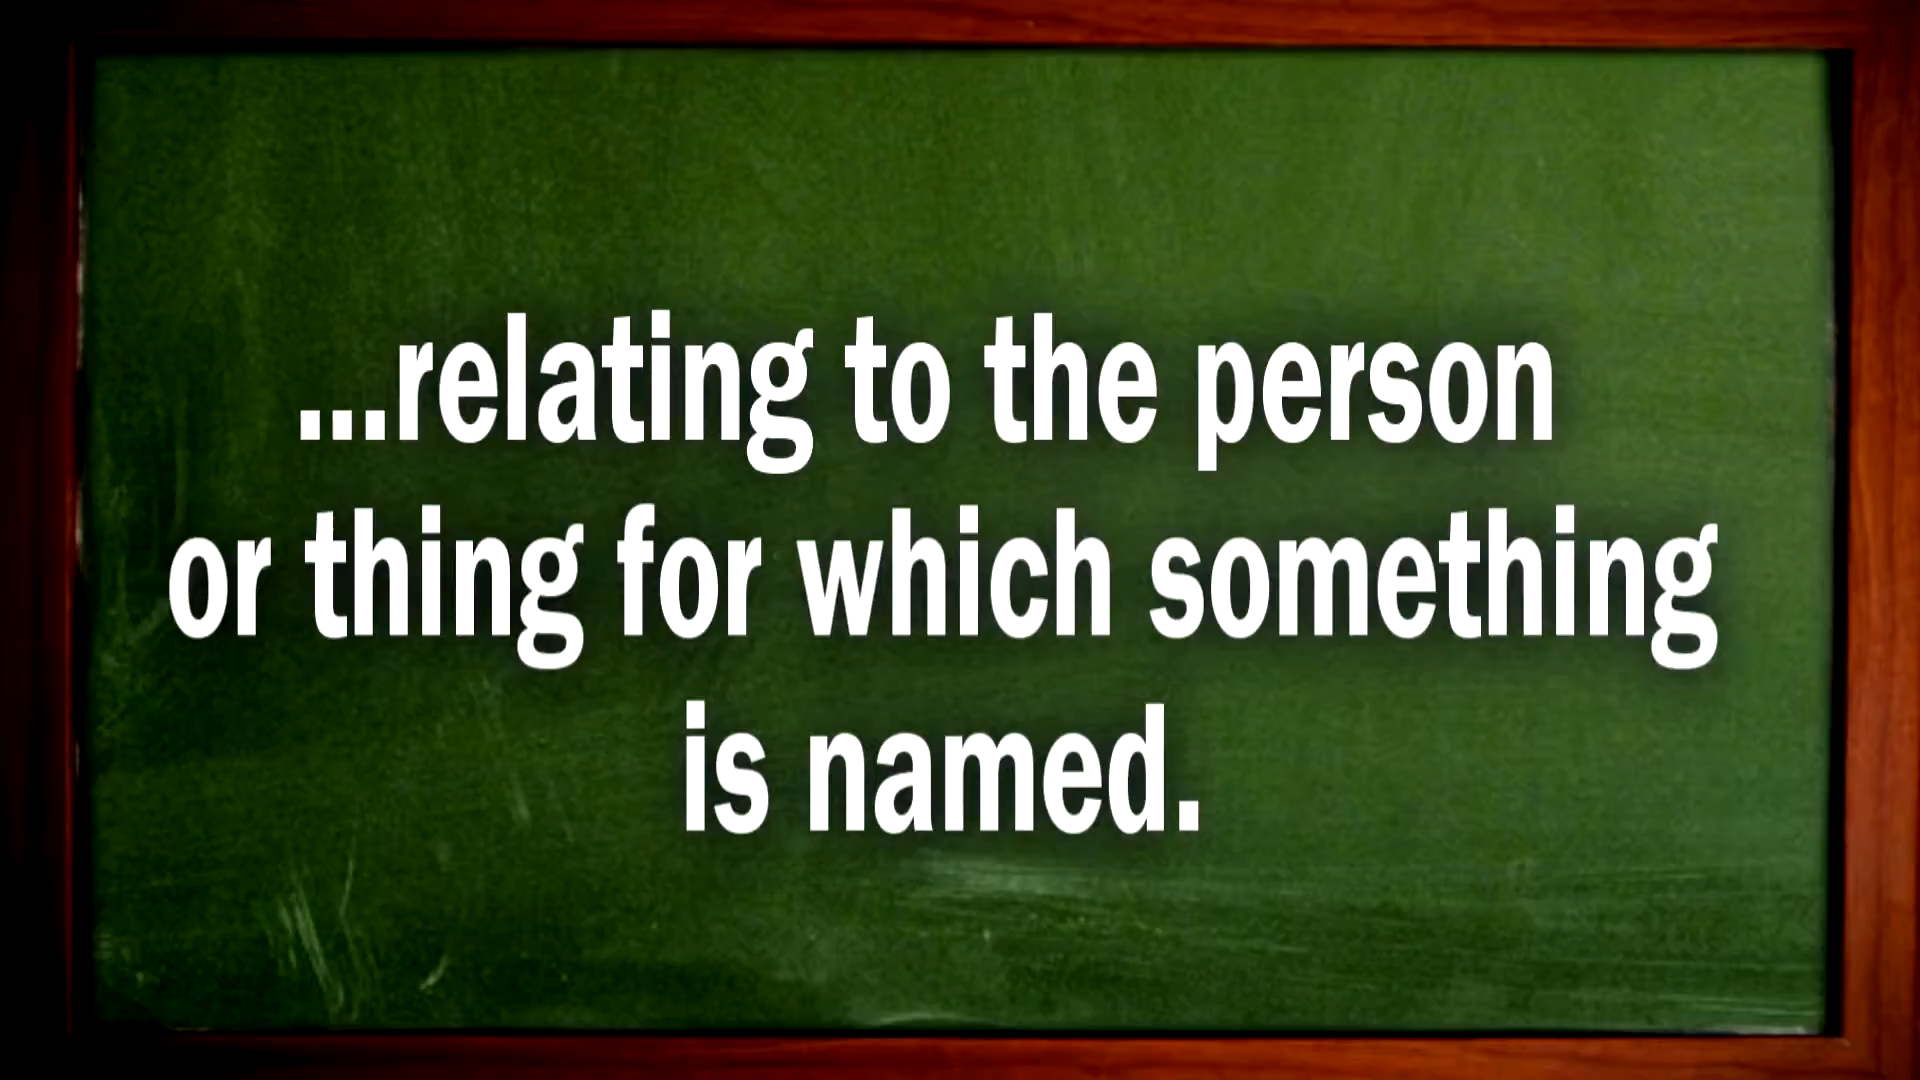 ...relating to the person
or thing for which something
is named.